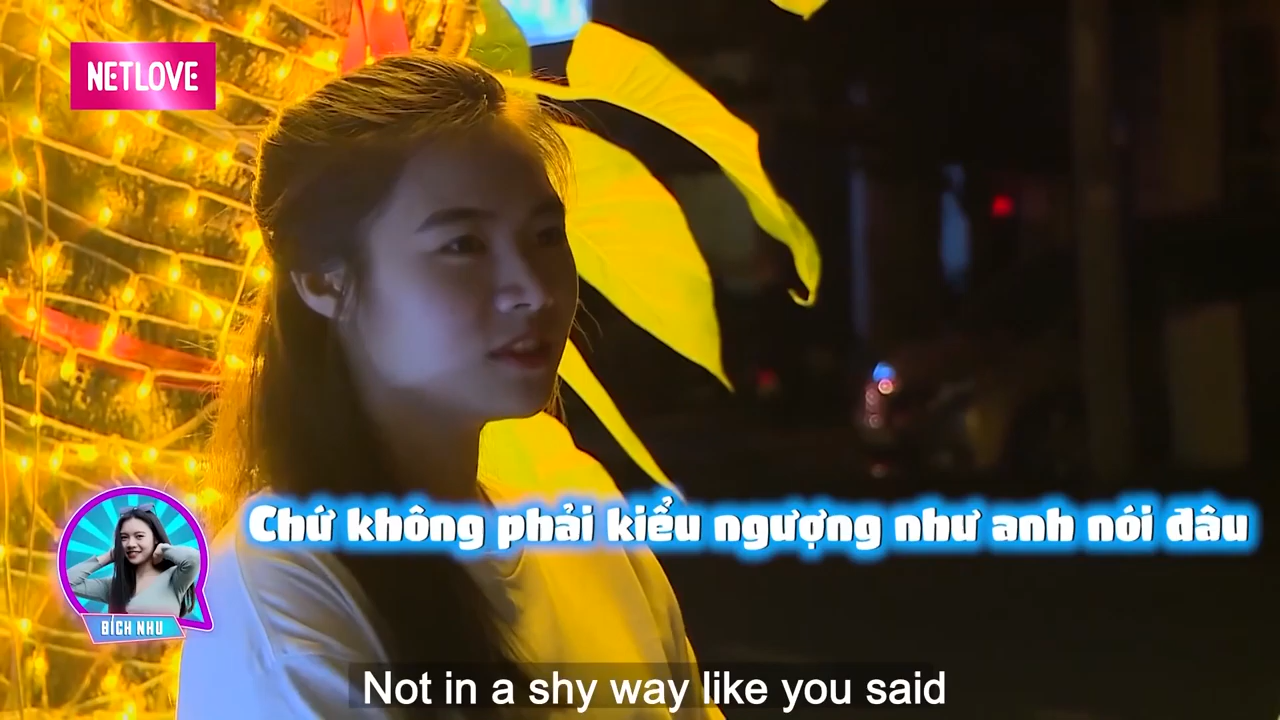 NETLOVE
Chứ không phải kiểu ngượng như anh nói đâu
BÍCH NHU
Not in a shy way like you said